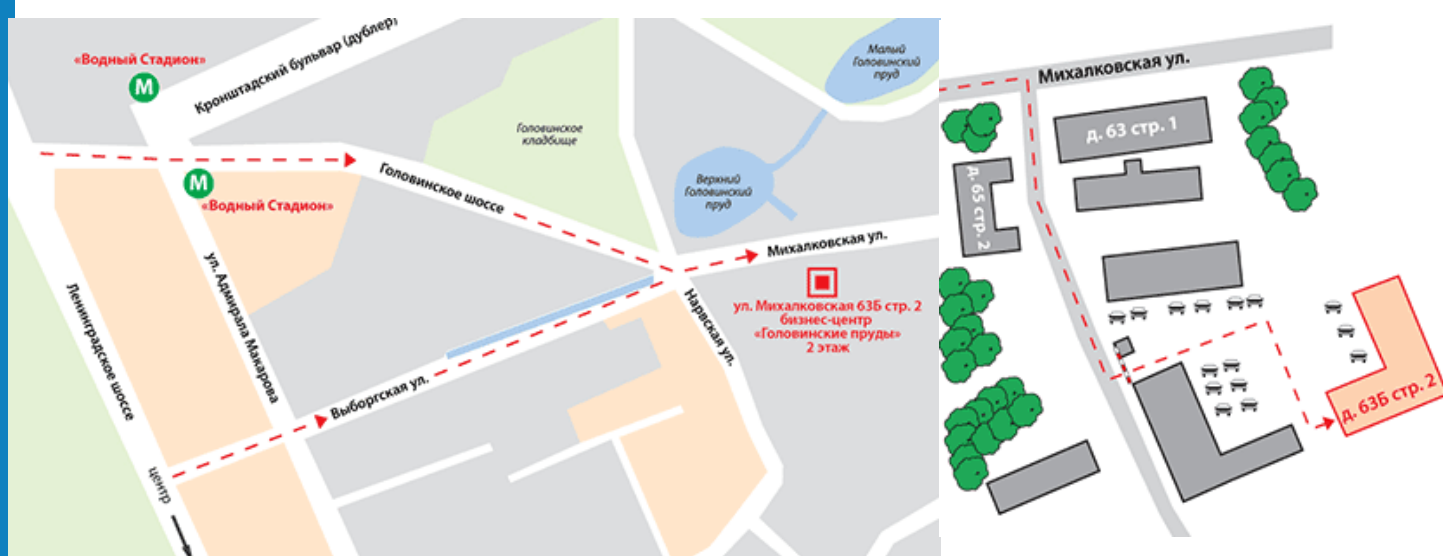 «Водный Стадион»
М
Кронштадский бульвар (дублер)
Малый
Головинский
пруд
Головинское
кладбище
Головинское шоссе
М
«Водный Стадион»
Верхний
Головинский
пруд
Михалковская ул.
ул. Михалковская 63Б стр. 2
бизнес-центр
«Головинские пруды»
2 этаж
Ленинградское шоссе
ул. Адмирала Макарова
Нарвская ул.
Выборгская ул.
центр
Михалковская ул.
д. 63 стр. 1
д. 65 стр. 2
д. 63Б стр. 2